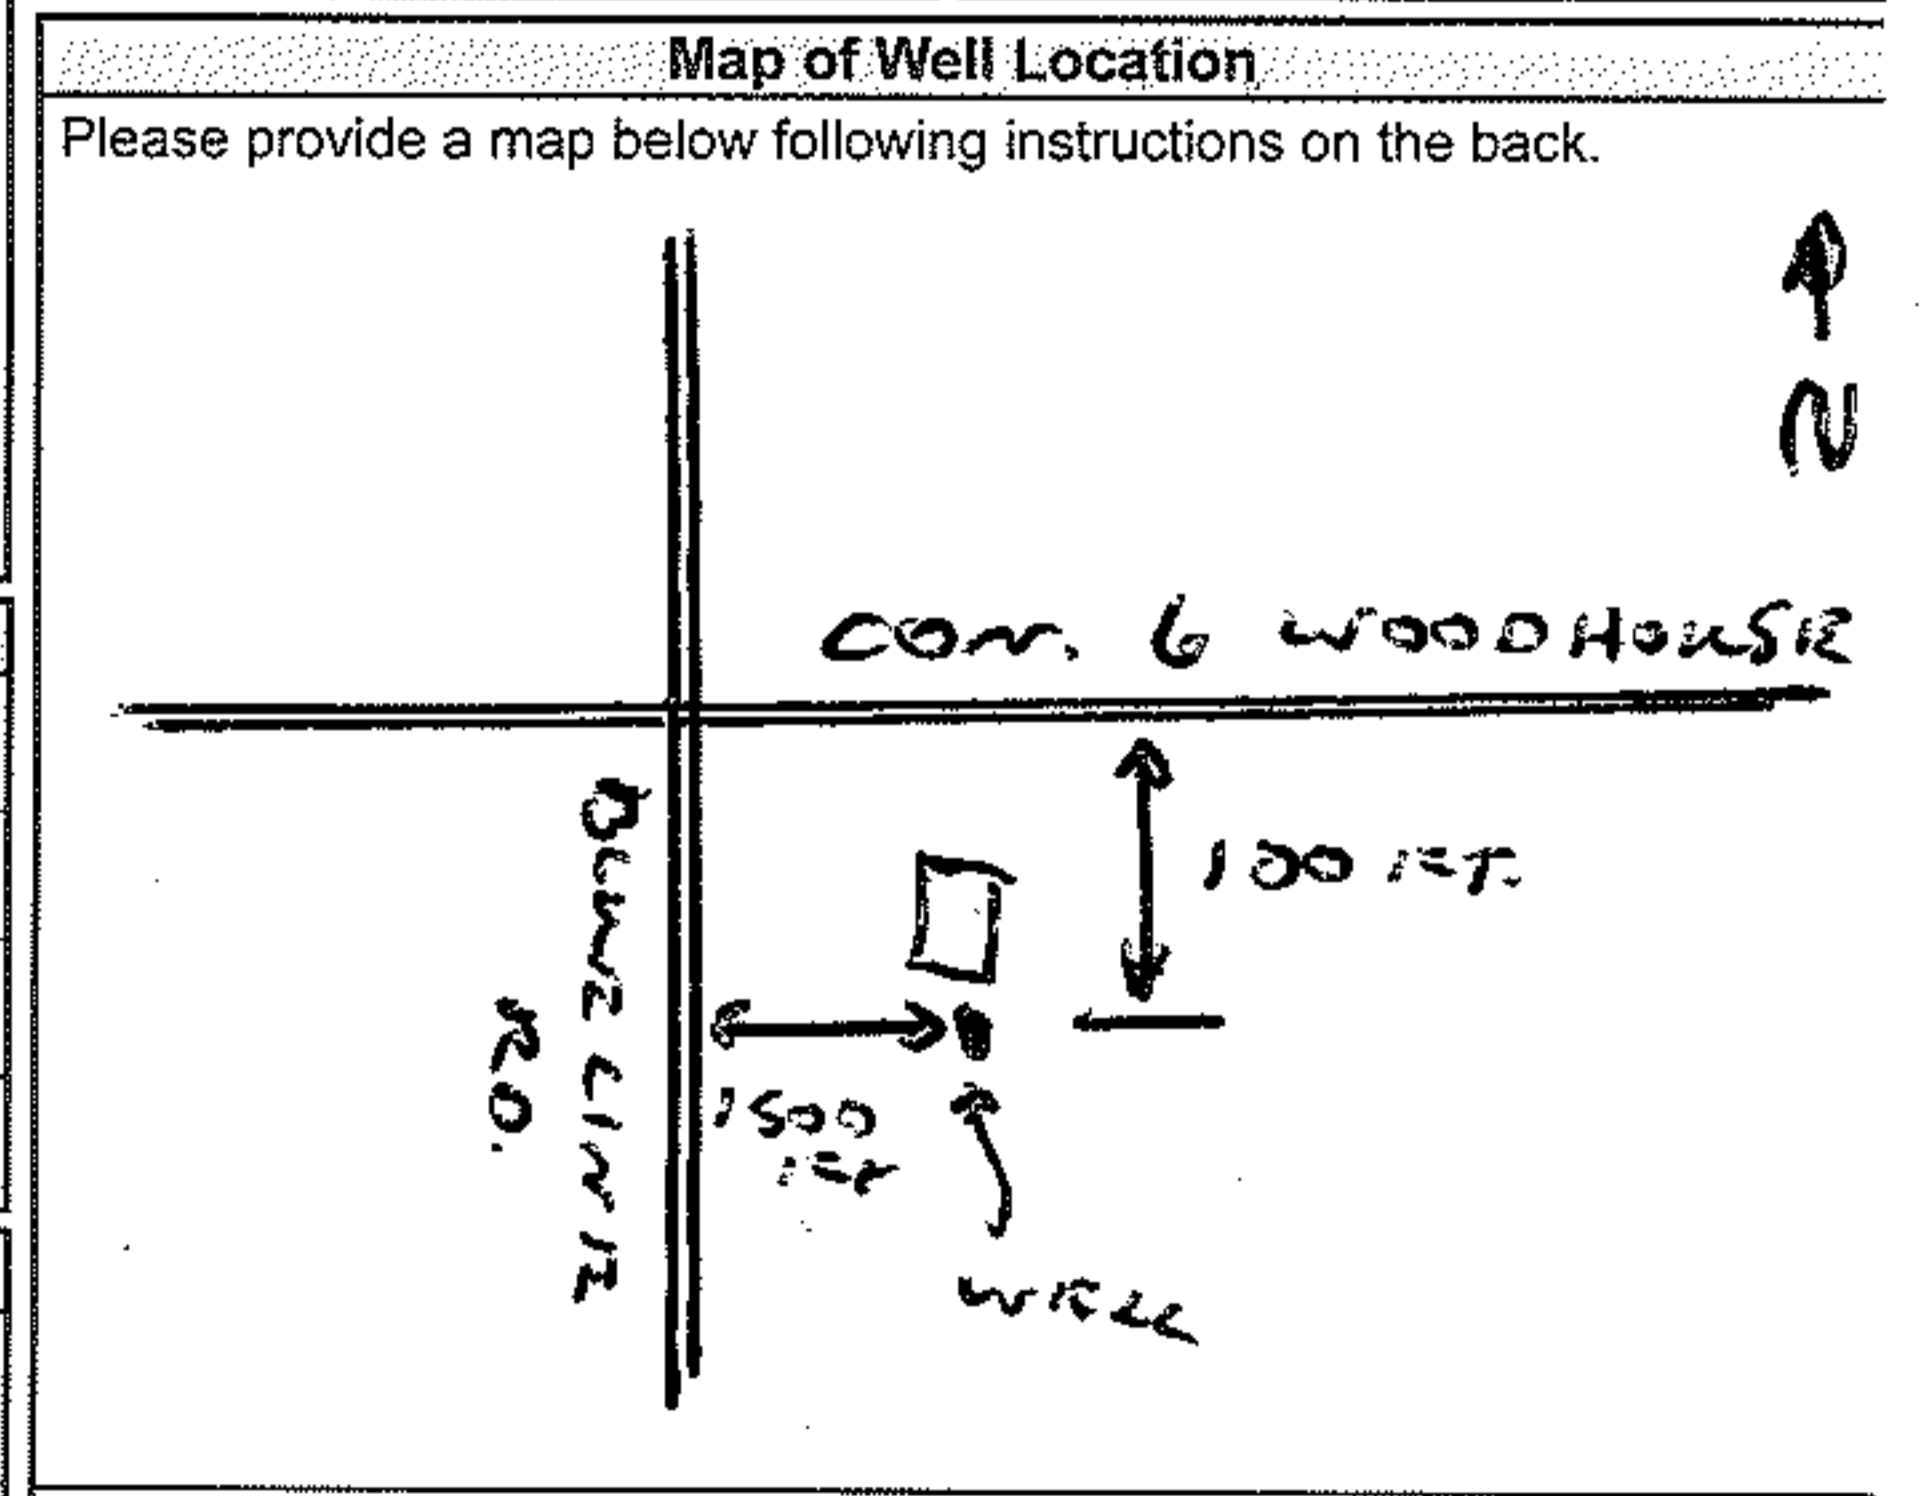 Map of Well Location
Please provide a map below following instructions on the back.
N
CON. 6 WOODHOUSE
100 FT.
BLUNZ LINE
RD.
1500
FT
WELL